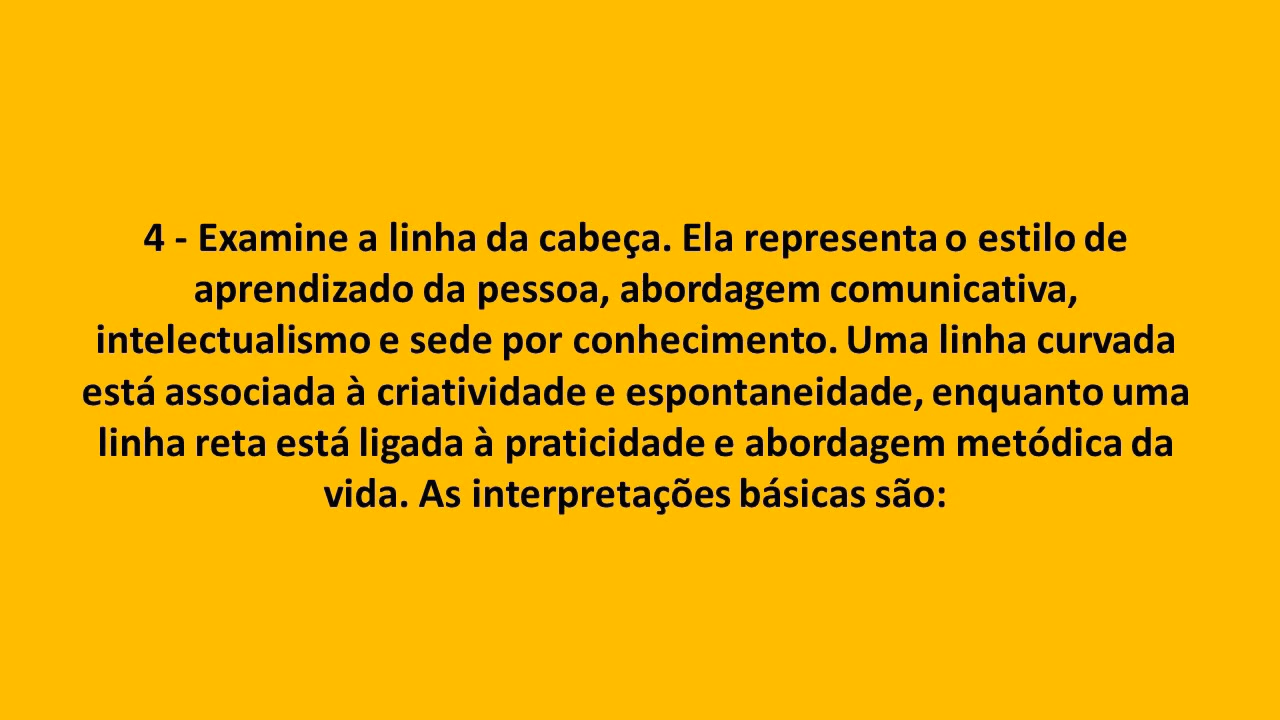 4 - Examine a linha da cabeça. Ela representa o estilo de
aprendizado da pessoa, abordagem comunicativa,
intelectualismo e sede por conhecimento. Uma linha curvada
está associada à criatividade e espontaneidade, enquanto uma
linha reta está ligada à praticidade e abordagem metódica da
vida. As interpretações básicas são: